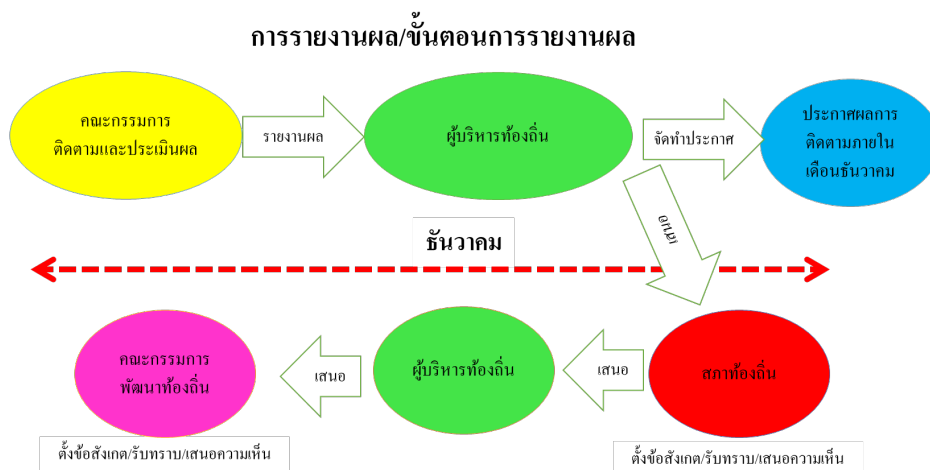 การรายงานผล/ขั้นตอนการรายงานผล
คณะกรรมการ
ติดตามและประเมินผล
รายงานผล
ผู้บริหารท้องถิ่น
จัดทำประกาศ
ประกาศผลการ
ติดตามภายใน
เดือนธันวาคม
เสนอ
ธันวาคม
คณะกรรมการ
พัฒนาท้องถิ่น
เสนอ
ผู้บริหารท้องถิ่น
เสนอ
สภาท้องถิ่น
ตั้งข้อสังเกต/รับทราบ/เสนอความเห็น
ตั้งข้อสังเกต/รับทราบ/เสนอความเห็น